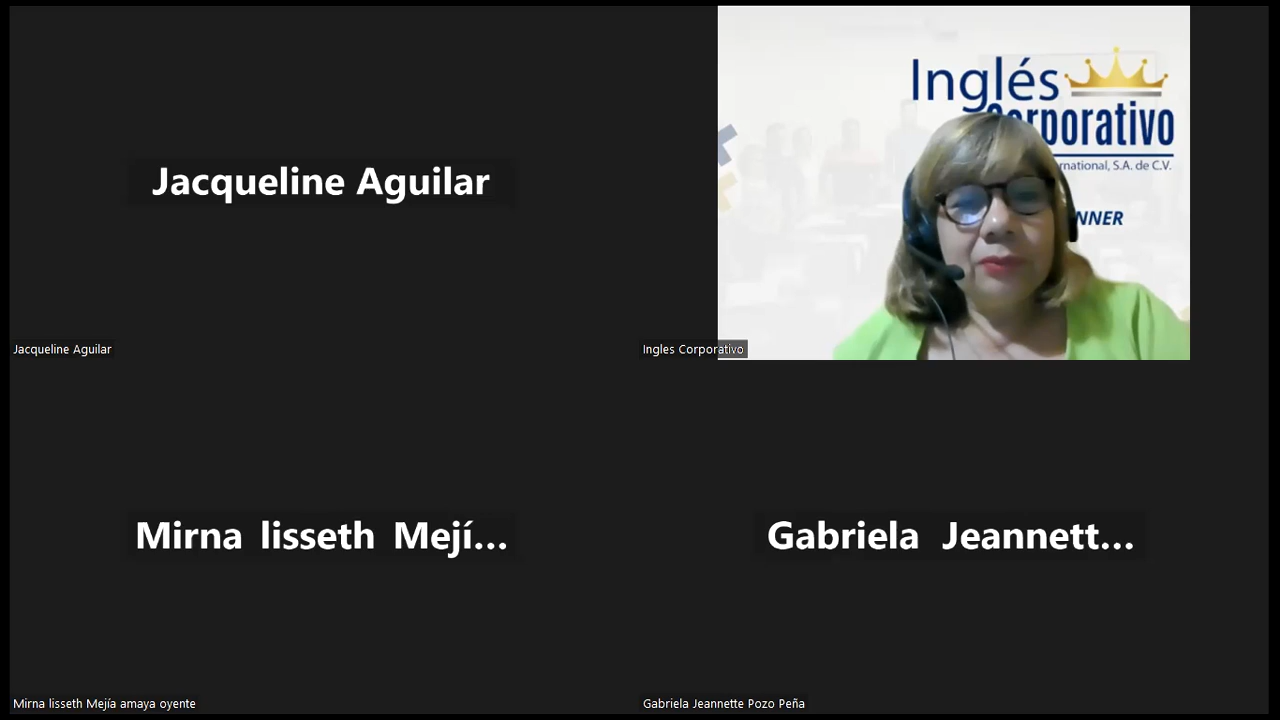 Jacqueline Aguilar
Jacqueline Aguilar
Inglés
Corporativo
International, S.A. de C.V.
Ingles Corporativo
Mirna lisseth Mejí...
Gabriela Jeannett...
Mirna lisseth Mejía amaya oyente
Gabriela Jeannette Pozo Peña